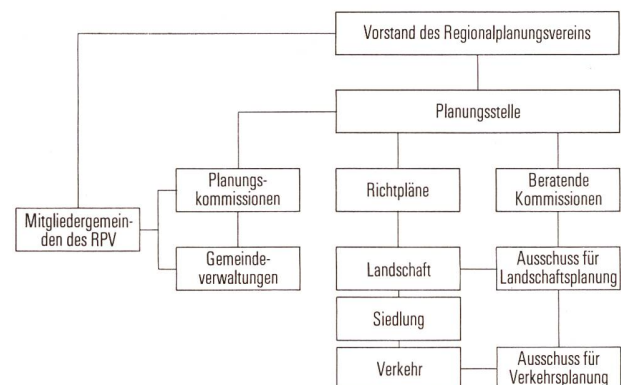 Vorstand des Regionalplanungsvereins
Planungsstelle
Planungs-
kommissionen
Richtpläne
Beratende
Kommissionen
Mitgliedergemein-
den des RPV
Gemeinde-
verwaltungen
Landschaft
Ausschuss für
Landschaftsplanung
Siedlung
Verkehr
Ausschuss für
Verkehrsplanung